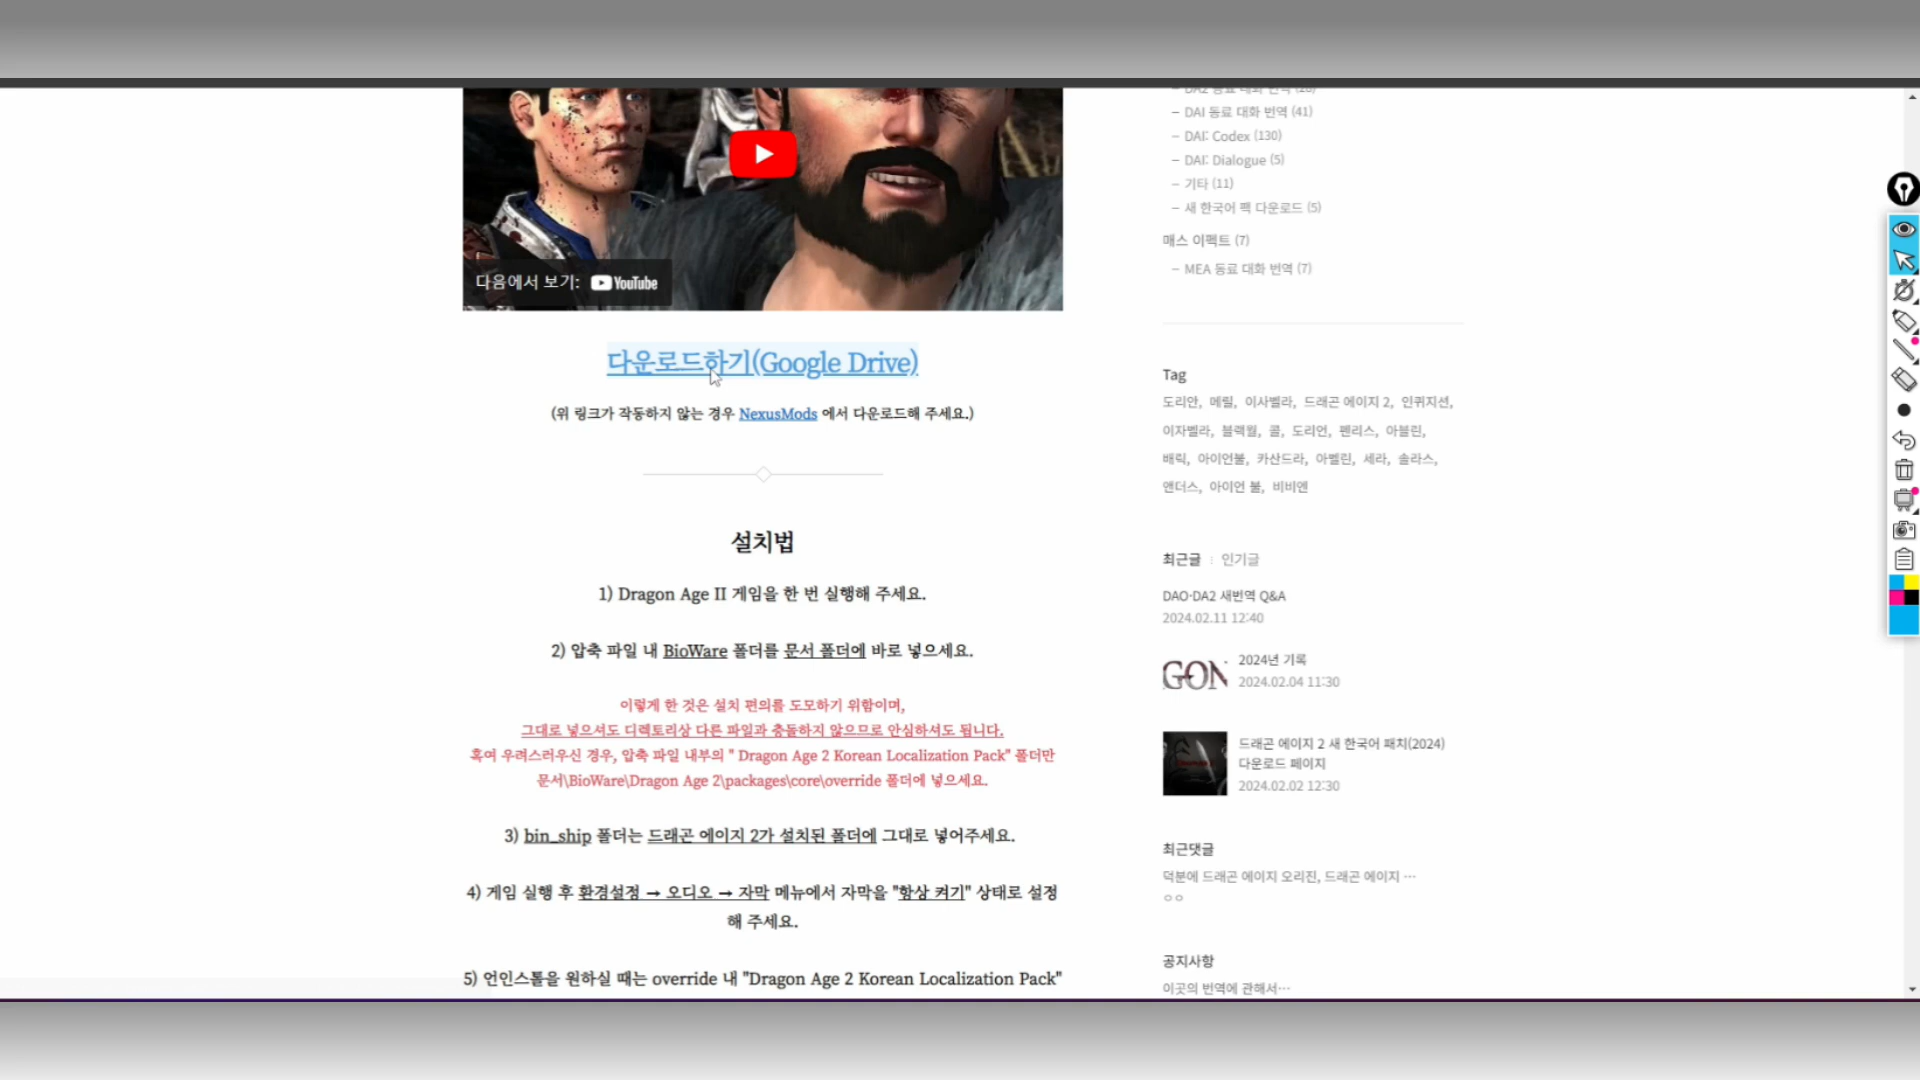 다음에서 보기: YouTube
다운로드하기(Google Drive)
(위 링크가 작동하지 않는 경우 NexusMods 에서 다운로드해 주세요.)
설치법
1) Dragon Age II 게임을 한 번 실행해 주세요.
2) 압축 파일 내 BioWare 폴더를 문서 폴더에 바로 넣으세요.
이렇게 한 것은 설치 편의를 도모하기 위함이며,
그대로 넣으셔도 디렉토리상 다른 파일과 충돌하지 않으므로 안심하셔도 됩니다.
혹여 우려스러우신 경우, 압축 파일 내부의 " Dragon Age 2 Korean Localization Pack" 폴더만
문서\BioWare\Dragon Age 2\packages\core\override 폴더에 넣으세요.
3) bin_ship 폴더는 드래곤 에이지 2가 설치된 폴더에 그대로 넣어주세요.
4) 게임 실행 후 환경설정 → 오디오 → 자막 메뉴에서 자막을 "항상 켜기" 상태로 설정
해 주세요.
5) 언인스톨을 원하실 때는 override 내 "Dragon Age 2 Korean Localization Pack"
– DAI 동료 대화 번역 (41)
– DAI: Codex (130)
– DAI: Dialogue (5)
– 기타 (11)
– 새 한국어 팩 다운로드 (5)
매스 이펙트 (7)
– MEA 동료 대화 번역 (7)
Tag
도리안, 메릴, 이사벨라, 드래곤 에이지 2, 인퀴지션,
이자벨라, 블랙월, 콜, 도리언, 펜리스, 아블린,
배릭, 아이언불, 카산드라, 아벨린, 세라, 솔라스,
앤더스, 아이언 불, 비비엔
최근글 : 인기글
DAO·DA2 새번역 Q&A
2024.02.11 12:40
GON
2024년 기록
2024.02.04 11:30
드래곤 에이지 2 새 한국어 패치(2024)
다운로드 페이지
2024.02.02 12:30
최근댓글
덕분에 드래곤 에이지 오리진, 드래곤 에이지 ⋯
ㅇㅇ
공지사항
이곳의 번역에 관해서⋯